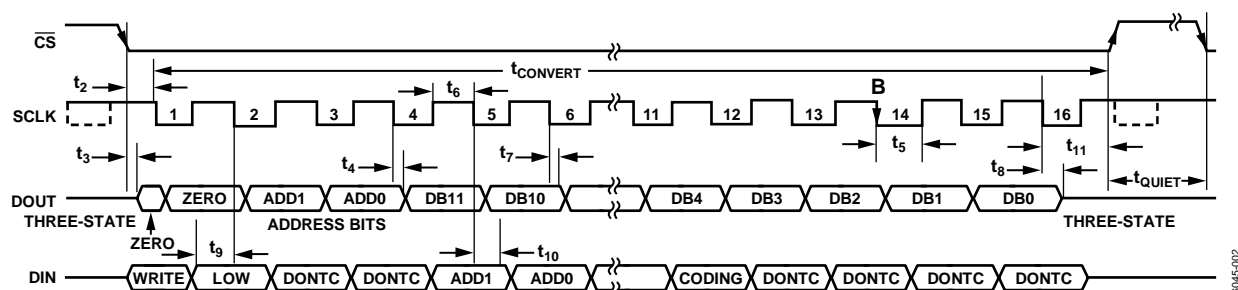 CS
t2
tCONVERT
t6
B
SCLK
1 2 3 4 5 6 11 12 13 14 15 16
t3
t4
t7
t5
t8
t11
tQUIET
DOUT
ZERO ADD1 ADD0 DB11 DB10 DB4 DB3 DB2 DB1 DB0
THREE-STATE
ADDRESS BITS
THREE-STATE
ZERO
t9
t10
DIN
WRITE LOW DONTC DONTC ADD1 ADD0 CODING DONTC DONTC DONTC DONTC